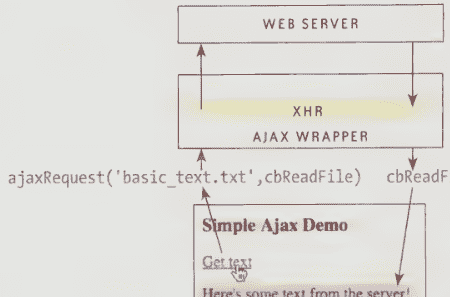 WEB SERVER
XHR
AJAX WRAPPER
ajaxRequest('basic_text.txt',cbReadFile) cbReadF
Simple Ajax Demo
Get text
Here's some text from the server!